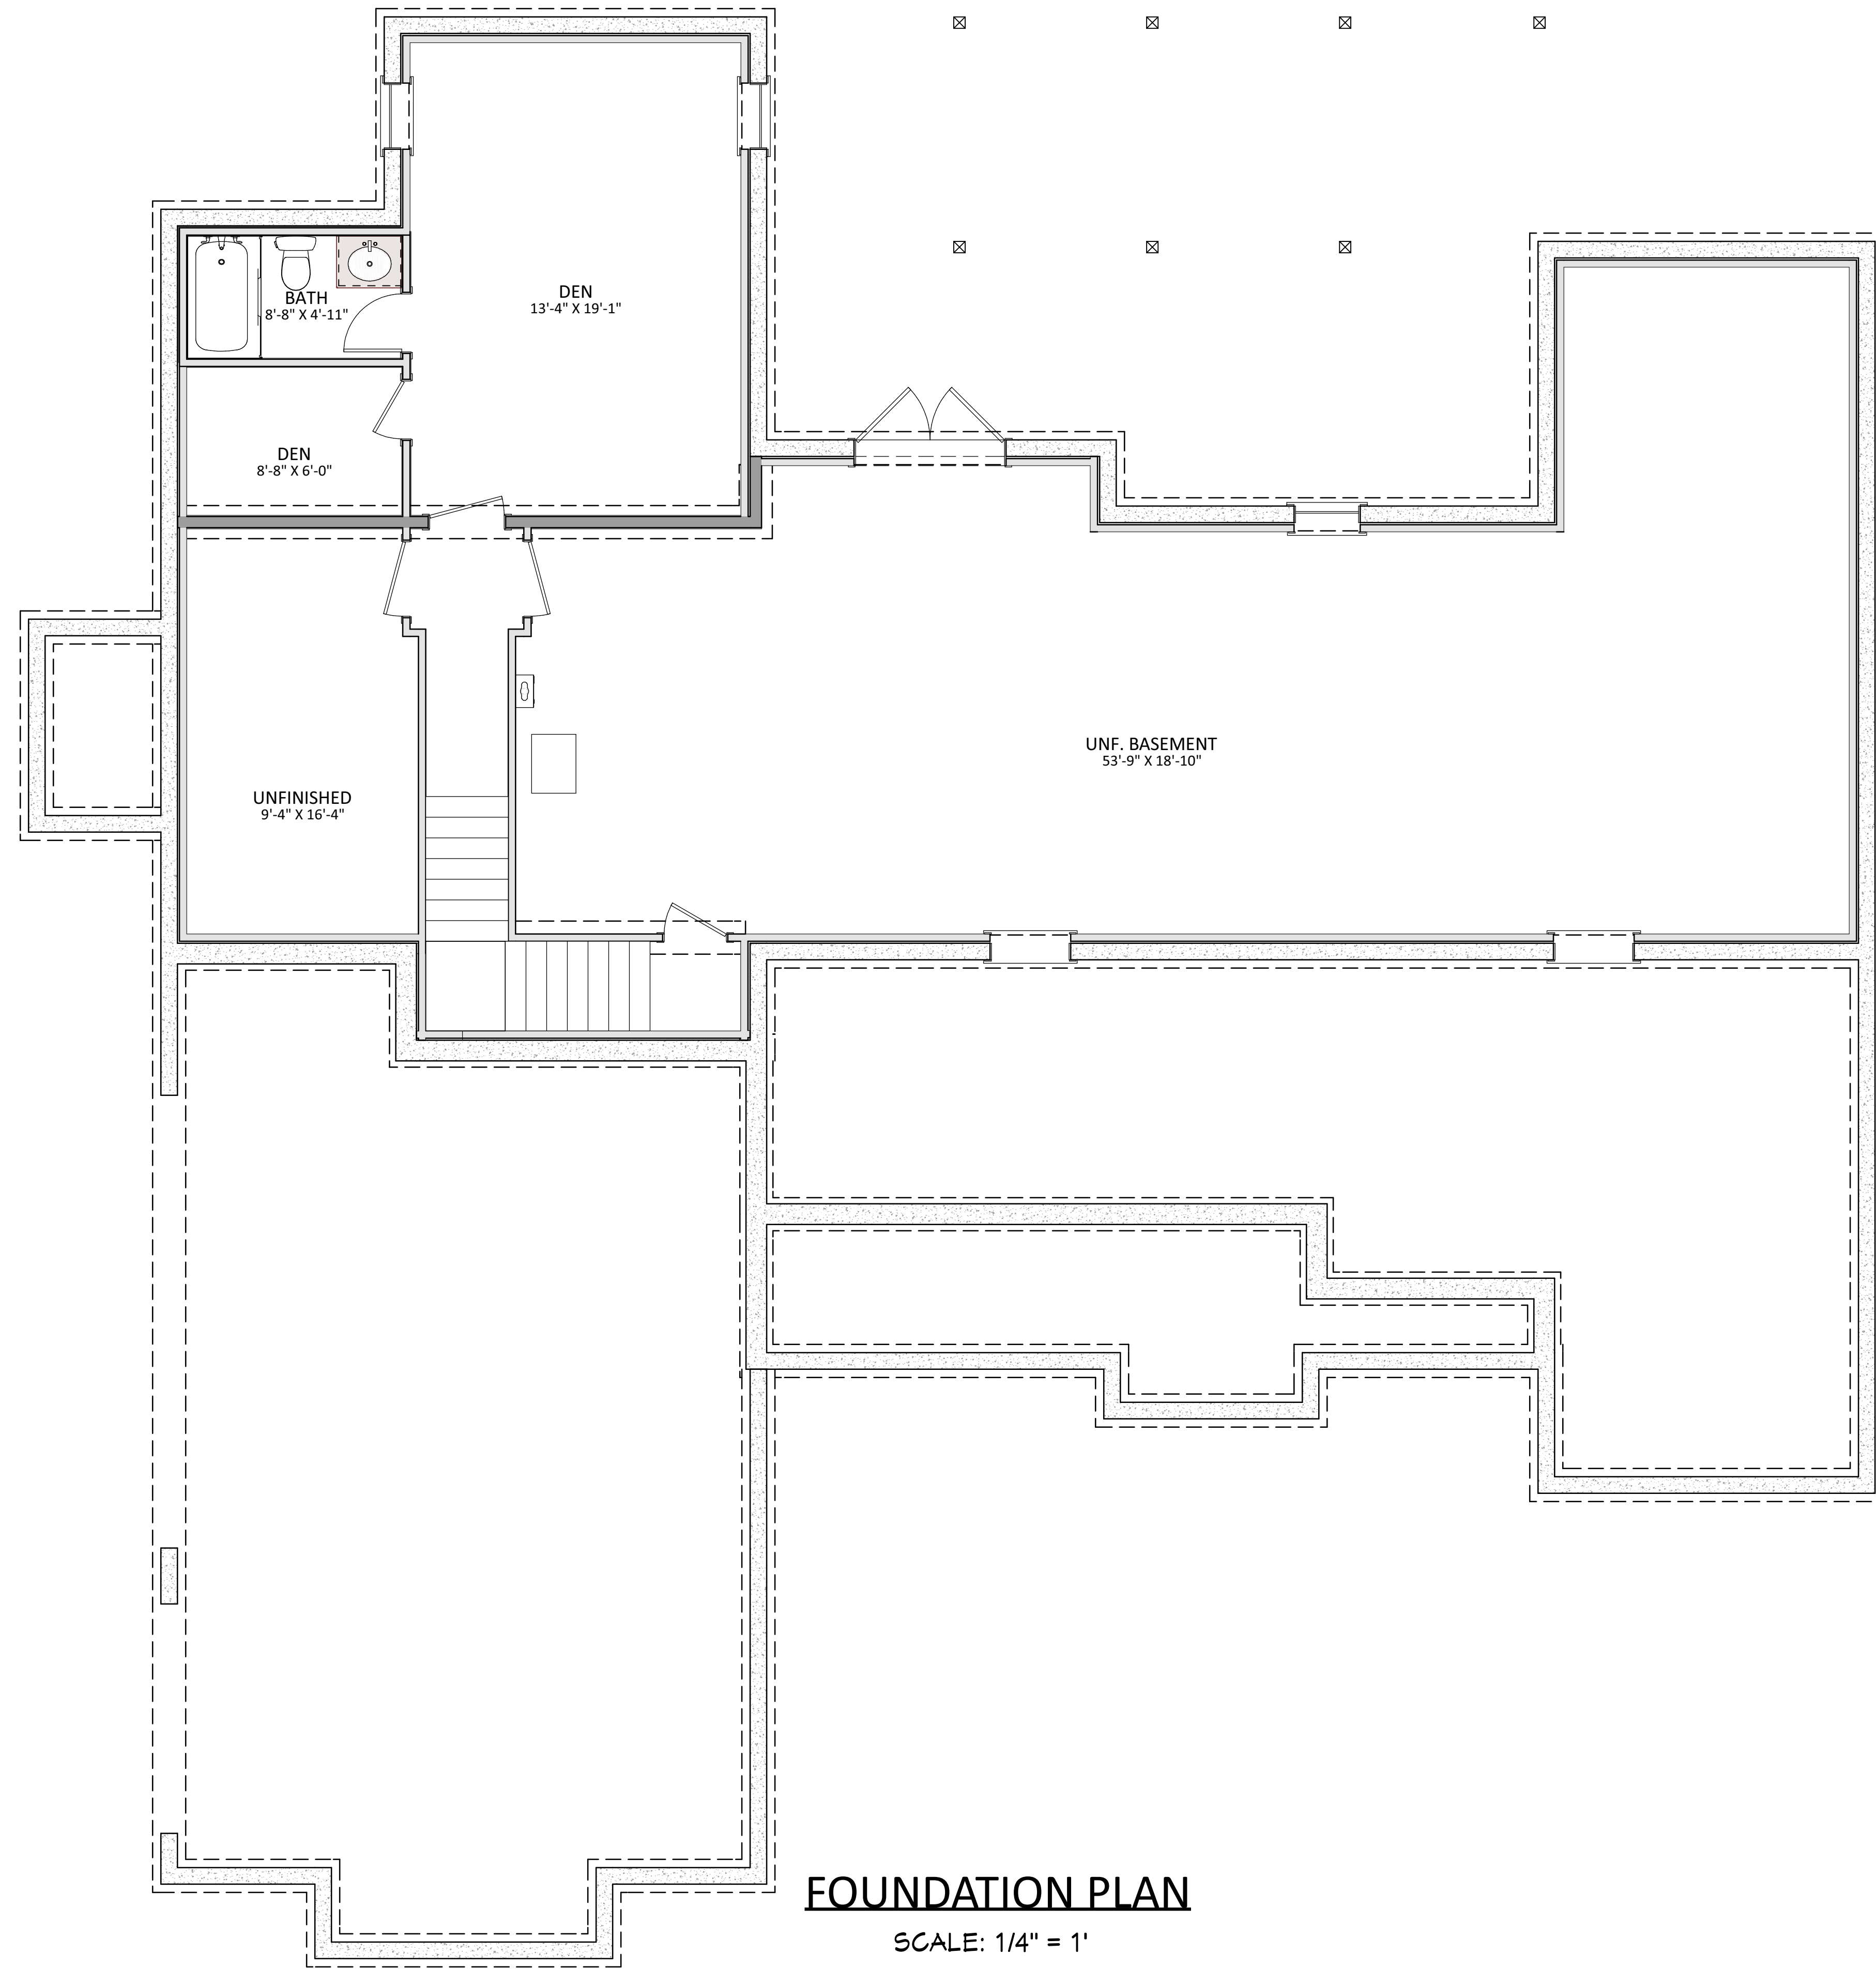 DEN
13'-4" X 19'-1"
BATH
8'-8" X 4'-11"
DEN
8'-8" X 6'-0"
UNF. BASEMENT
53'-9" X 18'-10"
UNFINISHED
9'-4" X 16'-4"
FOUNDATION PLAN
SCALE: 1/4" = 1'